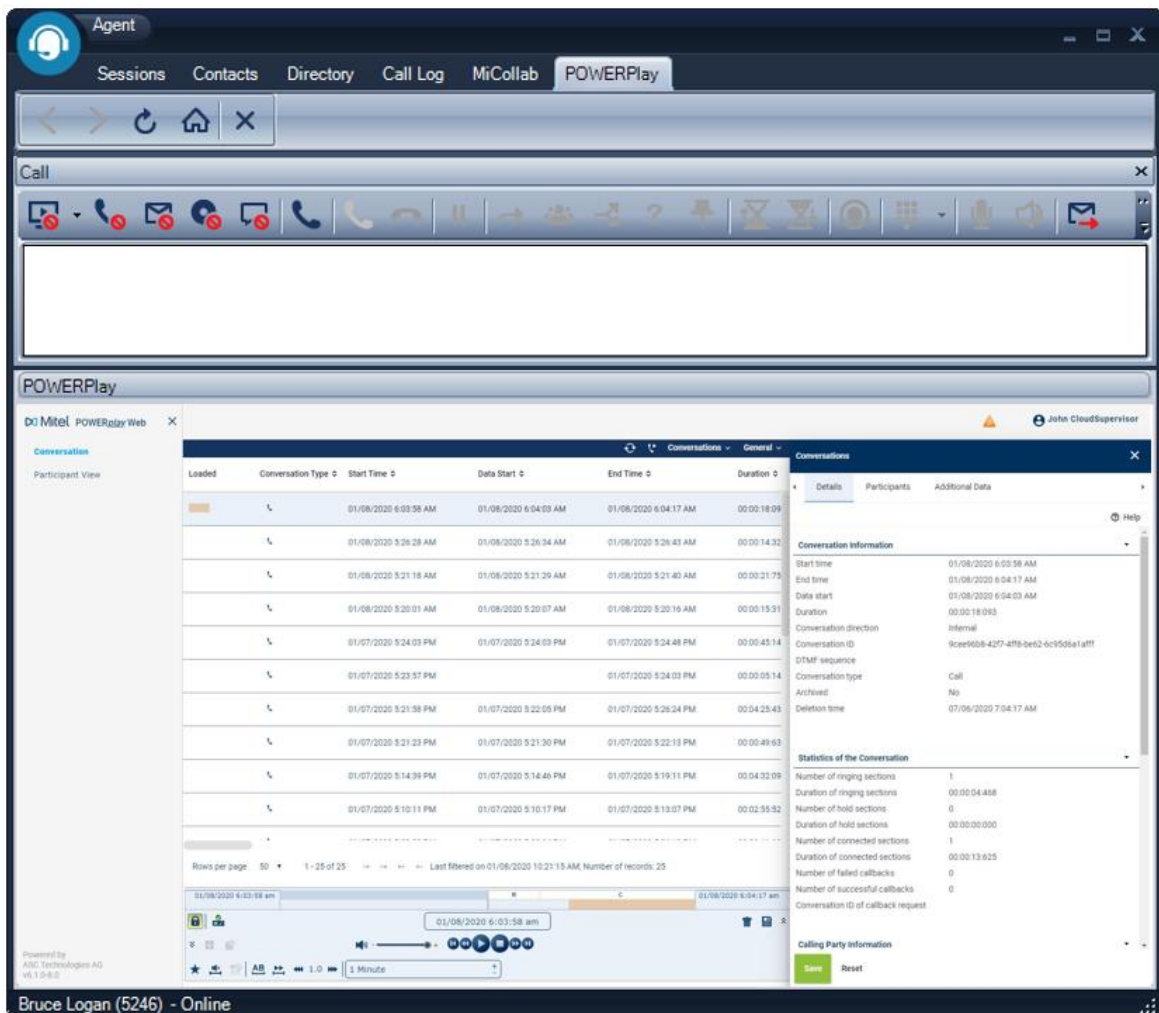 Agent
Sessions Contacts Directory Call Log MiCollab POWERPlay
Call
POWERPlay
Mitel POWERplay Web
John CloudSupervisor
Conversation
Participant View
Conversations General
Loaded Conversation Type Start Time Data Start End Time Duration
01/08/2020 6:03:58 AM 01/08/2020 6:04:03 AM 01/08/2020 6:04:17 AM 00:00:18:09
01/08/2020 5:26:28 AM 01/08/2020 5:26:34 AM 01/08/2020 5:26:43 AM 00:00:14:32
01/08/2020 5:21:18 AM 01/08/2020 5:21:29 AM 01/08/2020 5:21:40 AM 00:00:21:75
01/08/2020 5:20:01 AM 01/08/2020 5:20:07 AM 01/08/2020 5:20:16 AM 00:00:15:31
01/07/2020 5:24:03 PM 01/07/2020 5:24:03 PM 01/07/2020 5:24:48 PM 00:00:45:14
01/07/2020 5:23:57 PM 01/07/2020 5:24:03 PM 00:00:05:14
01/07/2020 5:21:58 PM 01/07/2020 5:22:05 PM 01/07/2020 5:26:24 PM 00:04:25:43
01/07/2020 5:21:23 PM 01/07/2020 5:21:30 PM 01/07/2020 5:22:13 PM 00:00:49:63
01/07/2020 5:14:39 PM 01/07/2020 5:14:46 PM 01/07/2020 5:19:11 PM 00:04:32:09
01/07/2020 5:10:11 PM 01/07/2020 5:10:17 PM 01/07/2020 5:13:07 PM 00:02:55:52
Rows per page 50 1 - 25 of 25 Last filtered on 01/08/2020 10:21:15 AM; Number of records: 25
01/08/2020 6:03:58 am R C 01/08/2020 6:04:17 am
01/08/2020 6:03:58 am
AB 1.0 1 Minute
Powered by
ASC Technologies AG
v6.1.0-8.0
Conversations
Details Participants Additional Data
Help
Conversation Information
Start time 01/08/2020 6:03:58 AM
End time 01/08/2020 6:04:17 AM
Data start 01/08/2020 6:04:03 AM
Duration 00:00:18:093
Conversation direction Internal
Conversation ID 9cee96b8-42f7-4ff8-be62-6c95d6a1afff
DTMF sequence
Conversation type Call
Archived No
Deletion time 07/06/2020 7:04:17 AM
Statistics of the Conversation
Number of ringing sections 1
Duration of ringing sections 00:00:04:468
Number of hold sections 0
Duration of hold sections 00:00:00:000
Number of connected sections 1
Duration of connected sections 00:00:13:625
Number of failed callbacks 0
Number of successful callbacks 0
Conversation ID of callback request
Calling Party Information
Save Reset
Bruce Logan (5246) - Online